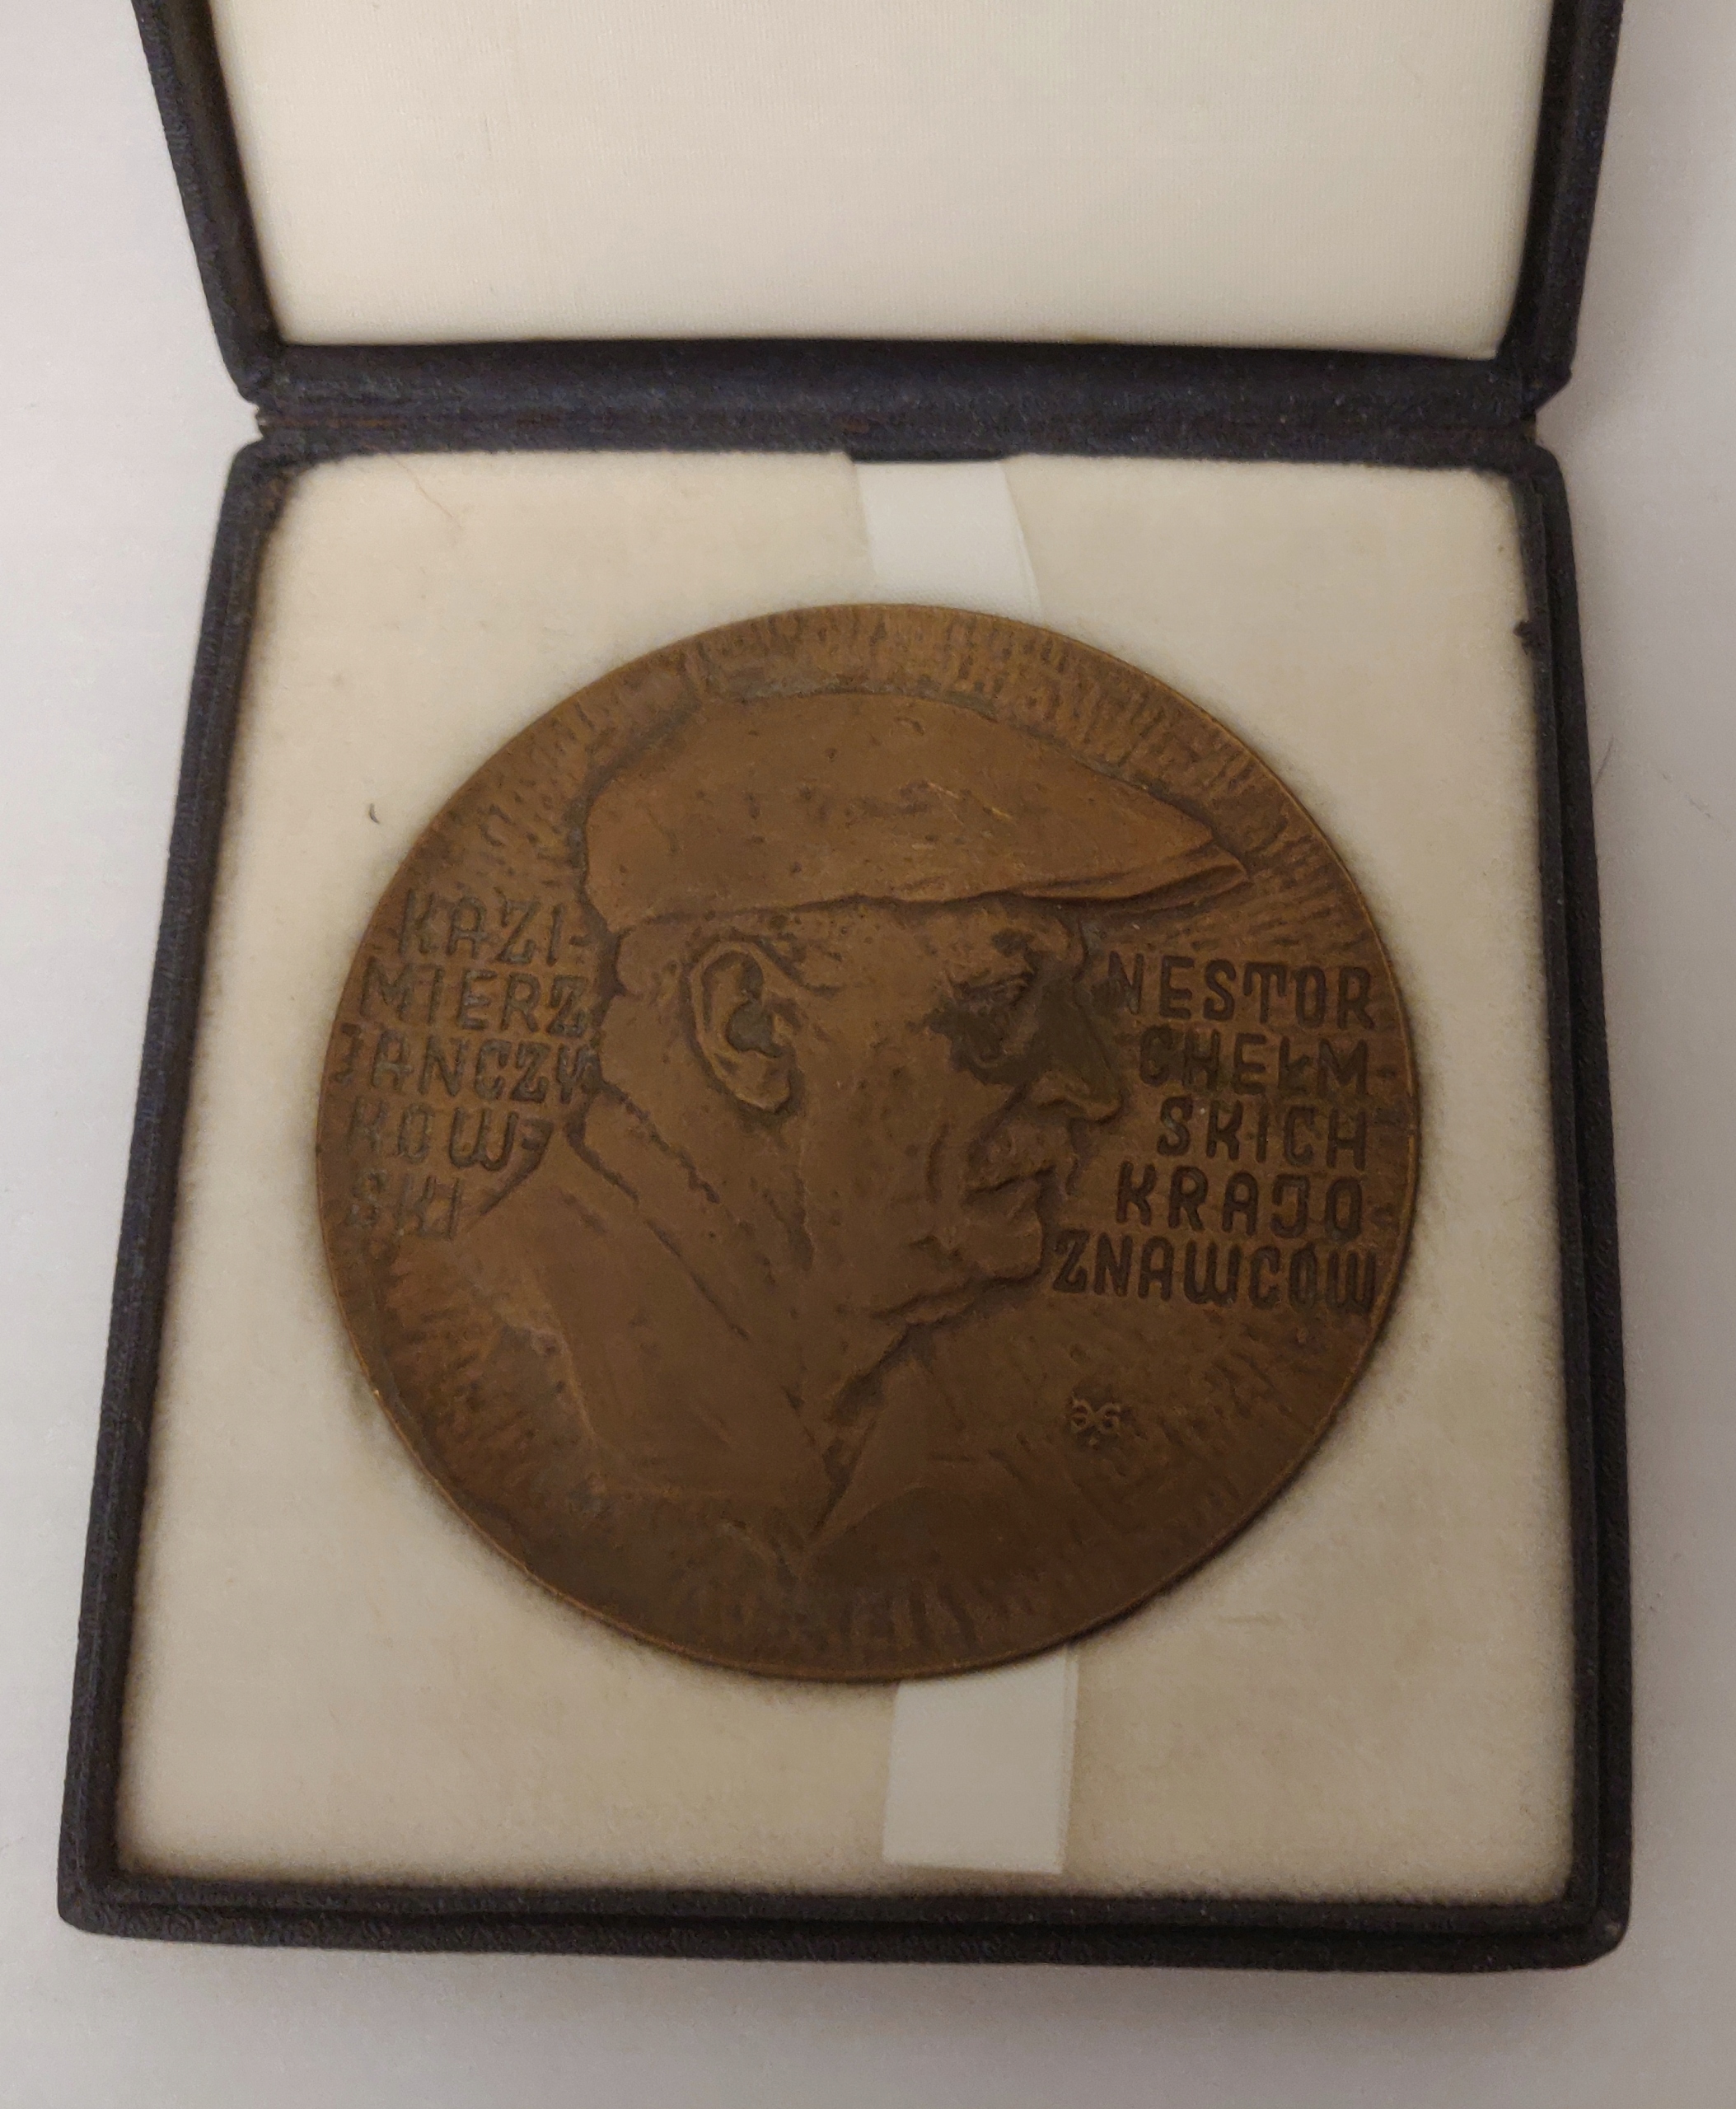 KAZI-
MIERZ
JANCZY
KOW-
SKI
NESTOR
CHEŁM-
SKICH
KRAJO
ZNAWCÓW